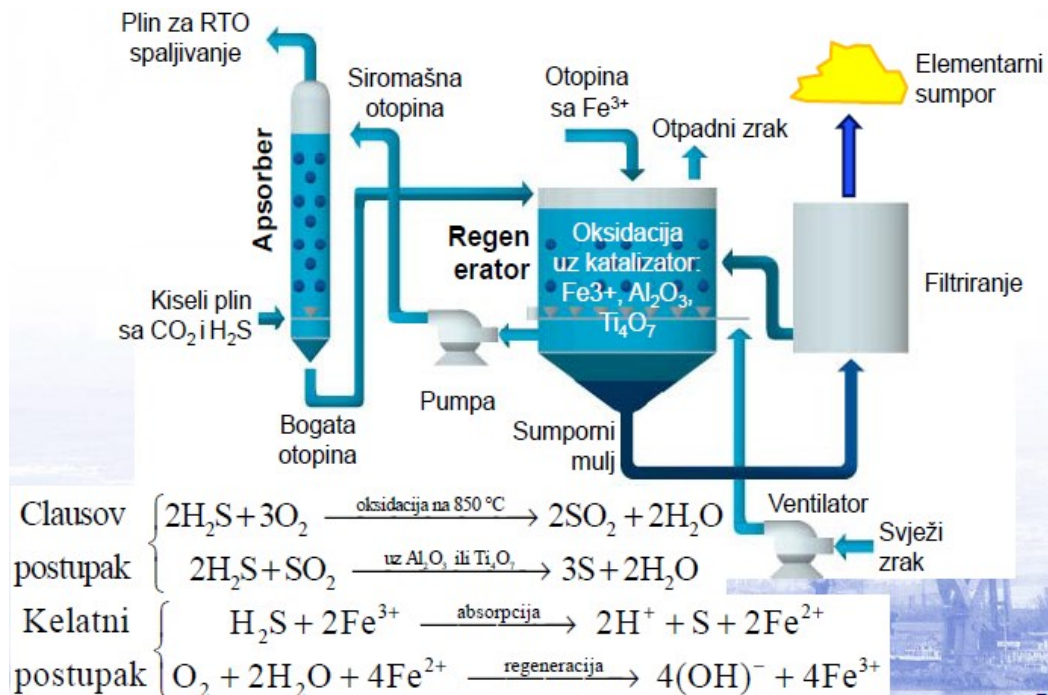 Plin za RTO
spaljivanje
Siromašna
otopina
Otopina
sa Fe³⁺
Otpadni zrak
Elementarni
sumpor
Apsorber
Regen
erator
Oksidacija
uz katalizator:
Fe3+, Al₂O₃,
Ti₄O₇
Filtriranje
Kiseli plin
sa CO₂ i H₂S
Pumpa
Bogata
otopina
Sumporni
mulj
Ventilator
Svježi
zrak
Clausov
postupak
2H₂S + 3O₂ oksidacija na 850 °C → 2SO₂ + 2H₂O
2H₂S + SO₂ uz Al₂O₃ ili Ti₄O₇ → 3S + 2H₂O
Kelatni
postupak
H₂S + 2Fe³⁺ absorpcija → 2H⁺ + S + 2Fe²⁺
O₂ + 2H₂O + 4Fe²⁺ regeneracija → 4(OH)⁻ + 4Fe³⁺